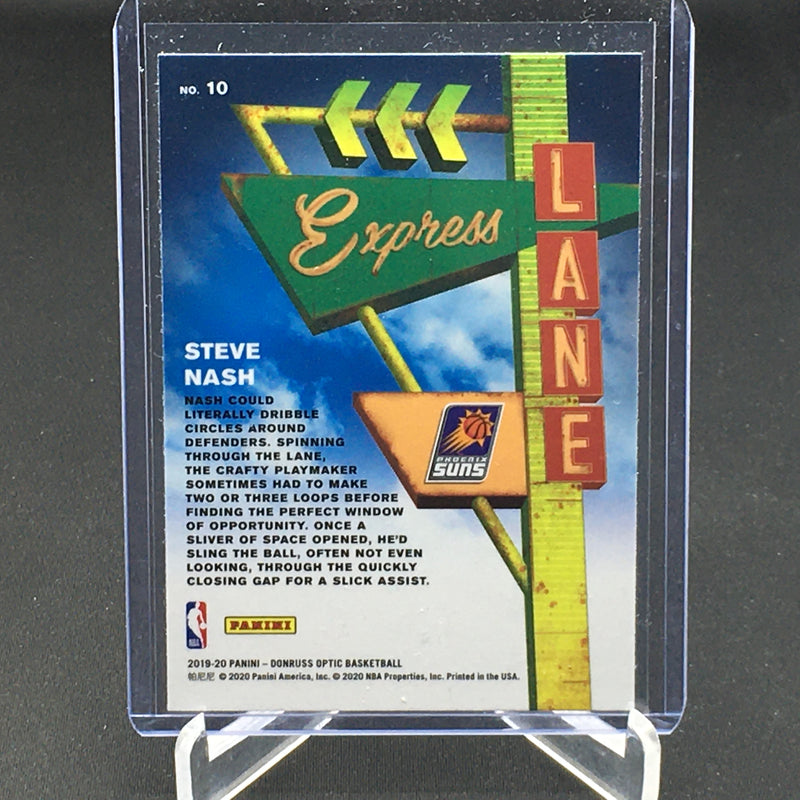 NO. 10
Express
LANE
STEVE
NASH
NASH COULD
LITERALLY DRIBBLE
CIRCLES AROUND
DEFENDERS. SPINNING
THROUGH THE LANE,
THE CRAFTY PLAYMAKER
SOMETIMES HAD TO MAKE
TWO OR THREE LOOPS BEFORE
FINDING THE PERFECT WINDOW
OF OPPORTUNITY. ONCE A
SLIVER OF SPACE OPENED, HE'D
SLING THE BALL, OFTEN NOT EVEN
LOOKING, THROUGH THE QUICKLY
CLOSING GAP FOR A SLICK ASSIST.
PHOENIX
SUNS
NBA
PANINI
2019-20 PANINI – DONRUSS OPTIC BASKETBALL
帕尼尼 © 2020 Panini America, Inc. © 2020 NBA Properties, Inc. Printed in the USA.